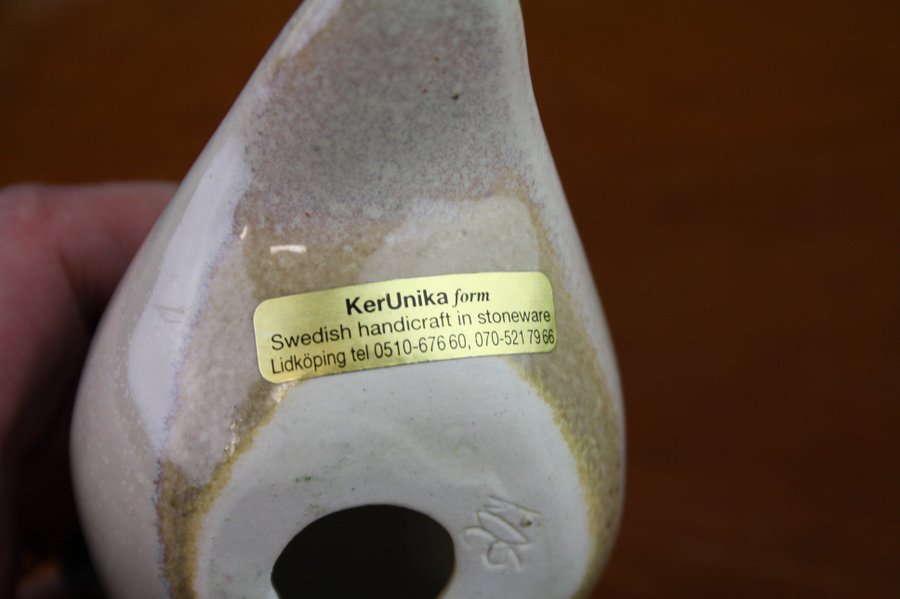 KerUnika form
Swedish handicraft in stoneware
Lidköping tel 0510-676 60, 070-521 79 66